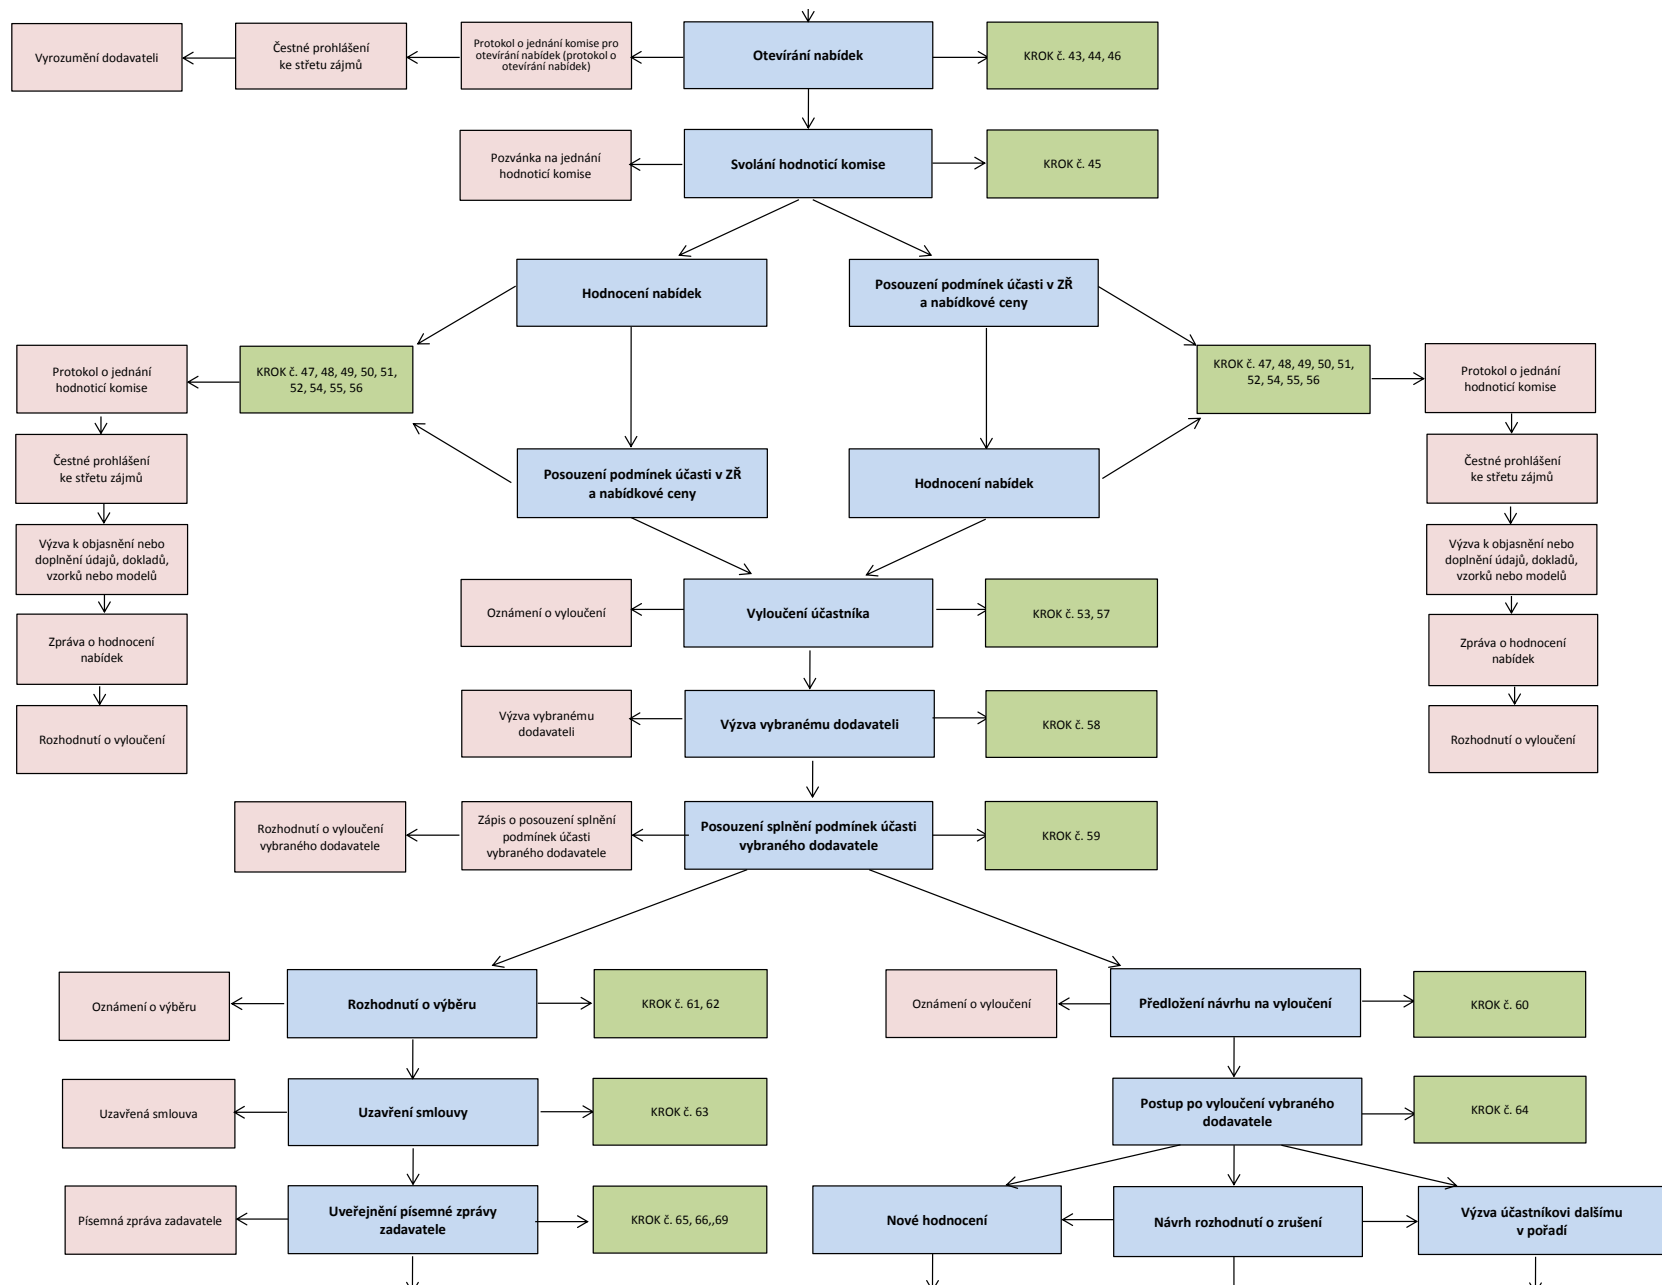 Vyrozumění dodavateli
Čestné prohlášení
ke střetu zájmů
Protokol o jednání komise pro
otevírání nabídek (protokol o
otevírání nabídek)
Otevírání nabídek
KROK č. 43, 44, 46
Pozvánka na jednání
hodnoticí komise
Svolání hodnoticí komise
KROK č. 45
Hodnocení nabídek
Posouzení podmínek účasti v ZŘ
a nabídkové ceny
Protokol o jednání
hodnoticí komise
KROK č. 47, 48, 49, 50, 51,
52, 54, 55, 56
KROK č. 47, 48, 49, 50, 51,
52, 54, 55, 56
Protokol o jednání
hodnoticí komise
Čestné prohlášení
ke střetu zájmů
Posouzení podmínek účasti v ZŘ
a nabídkové ceny
Hodnocení nabídek
Čestné prohlášení
ke střetu zájmů
Výzva k objasnění nebo
doplnění údajů, dokladů,
vzorků nebo modelů
Výzva k objasnění nebo
doplnění údajů, dokladů,
vzorků nebo modelů
Oznámení o vyloučení
Vyloučení účastníka
KROK č. 53, 57
Zpráva o hodnocení
nabídek
Zpráva o hodnocení
nabídek
Rozhodnutí o vyloučení
Výzva vybranému
dodavateli
Výzva vybranému dodavateli
KROK č. 58
Rozhodnutí o vyloučení
Rozhodnutí o vyloučení
vybraného dodavatele
Zápis o posouzení splnění
podmínek účasti
vybraného dodavatele
Posouzení splnění podmínek účasti
vybraného dodavatele
KROK č. 59
Oznámení o výběru
Rozhodnutí o výběru
KROK č. 61, 62
Oznámení o vyloučení
Předložení návrhu na vyloučení
KROK č. 60
Uzavřená smlouva
Uzavření smlouvy
KROK č. 63
Postup po vyloučení vybraného
dodavatele
KROK č. 64
Písemná zpráva zadavatele
Uveřejnění písemné zprávy
zadavatele
KROK č. 65, 66,,69
Nové hodnocení
Návrh rozhodnutí o zrušení
Výzva účastníkovi dalšímu
v pořadí